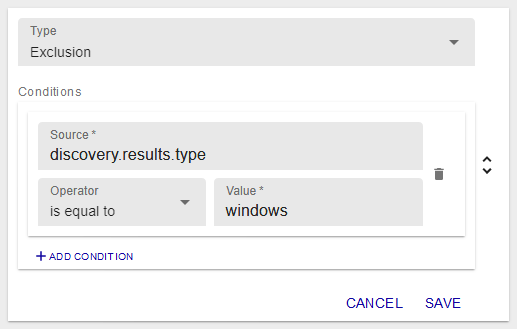 Type
Exclusion
Conditions
Source *
discovery.results.type
Operator
is equal to
Value *
windows
+ ADD CONDITION
CANCEL SAVE